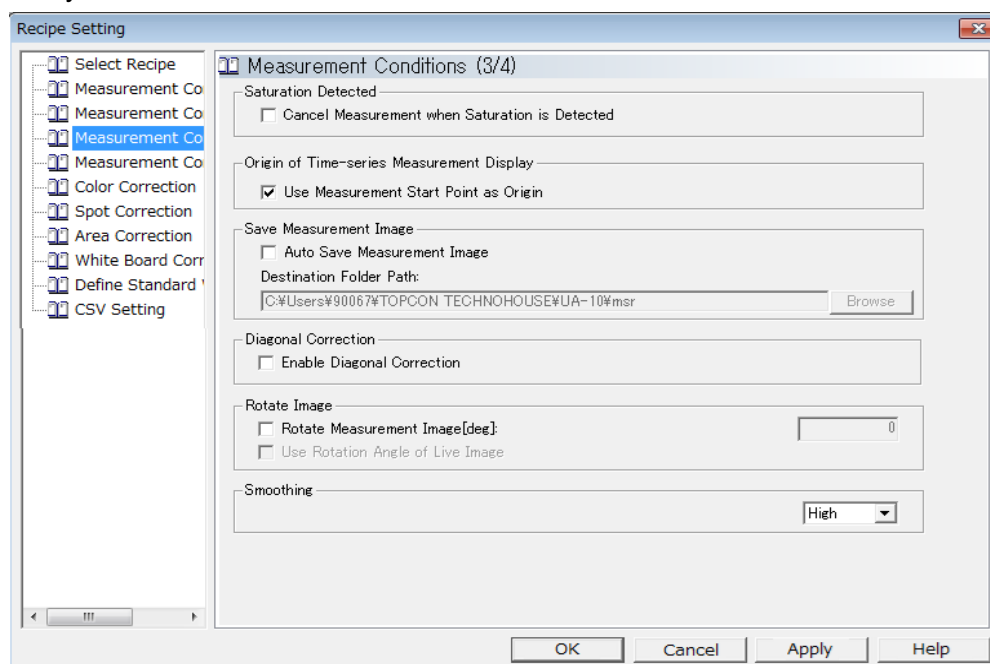 Recipe Setting
Select Recipe
Measurement Co
Measurement Co
Measurement Co
Measurement Co
Color Correction
Spot Correction
Area Correction
White Board Corr
Define Standard
CSV Setting
Measurement Conditions (3/4)
Saturation Detected
Cancel Measurement when Saturation is Detected
Origin of Time-series Measurement Display
Use Measurement Start Point as Origin
Save Measurement Image
Auto Save Measurement Image
Destination Folder Path:
C:¥Users¥90067¥TOPCON TECHNOHOUSE¥UA-10¥msr Browse
Diagonal Correction
Enable Diagonal Correction
Rotate Image
Rotate Measurement Image[deg]: 0
Use Rotation Angle of Live Image
Smoothing
High
OK Cancel Apply Help